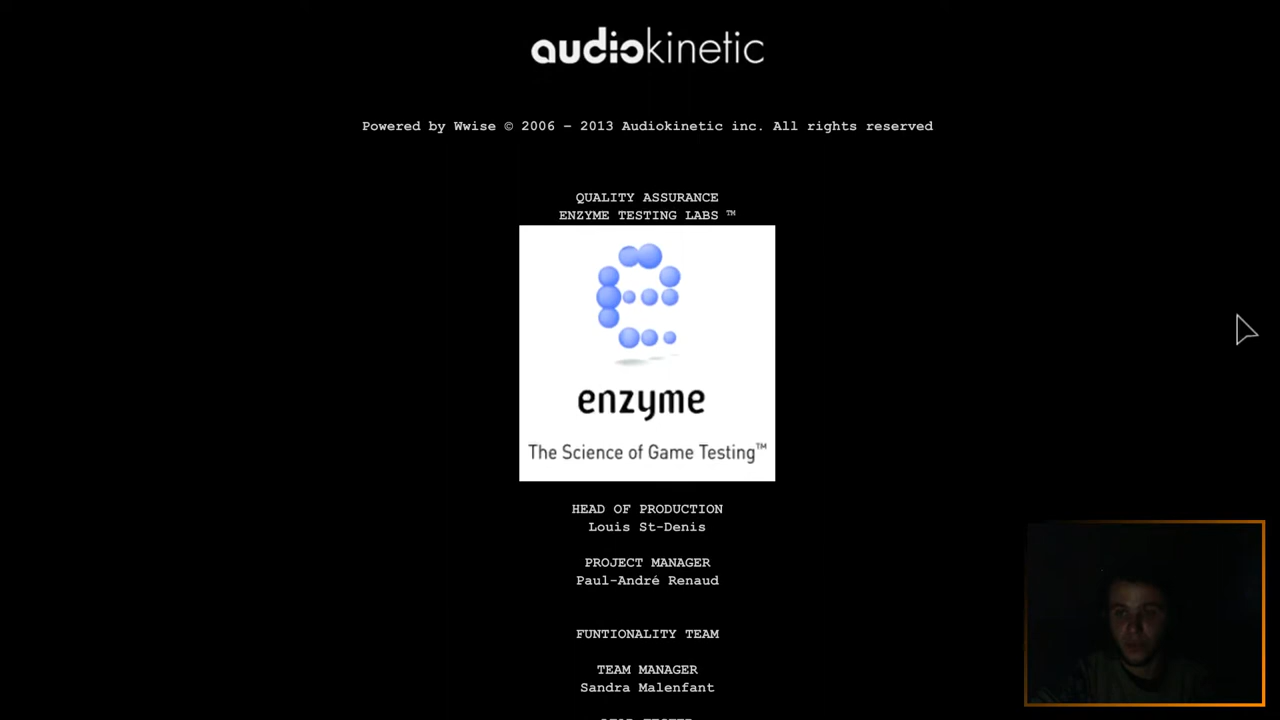 audiokinetic
Powered by Wwise © 2006 – 2013 Audiokinetic inc. All rights reserved
QUALITY ASSURANCE
ENZYME TESTING LABS ™
enzyme
The Science of Game Testing™
HEAD OF PRODUCTION
Louis St-Denis
PROJECT MANAGER
Paul-André Renaud
FUNTIONALITY TEAM
TEAM MANAGER
Sandra Malenfant